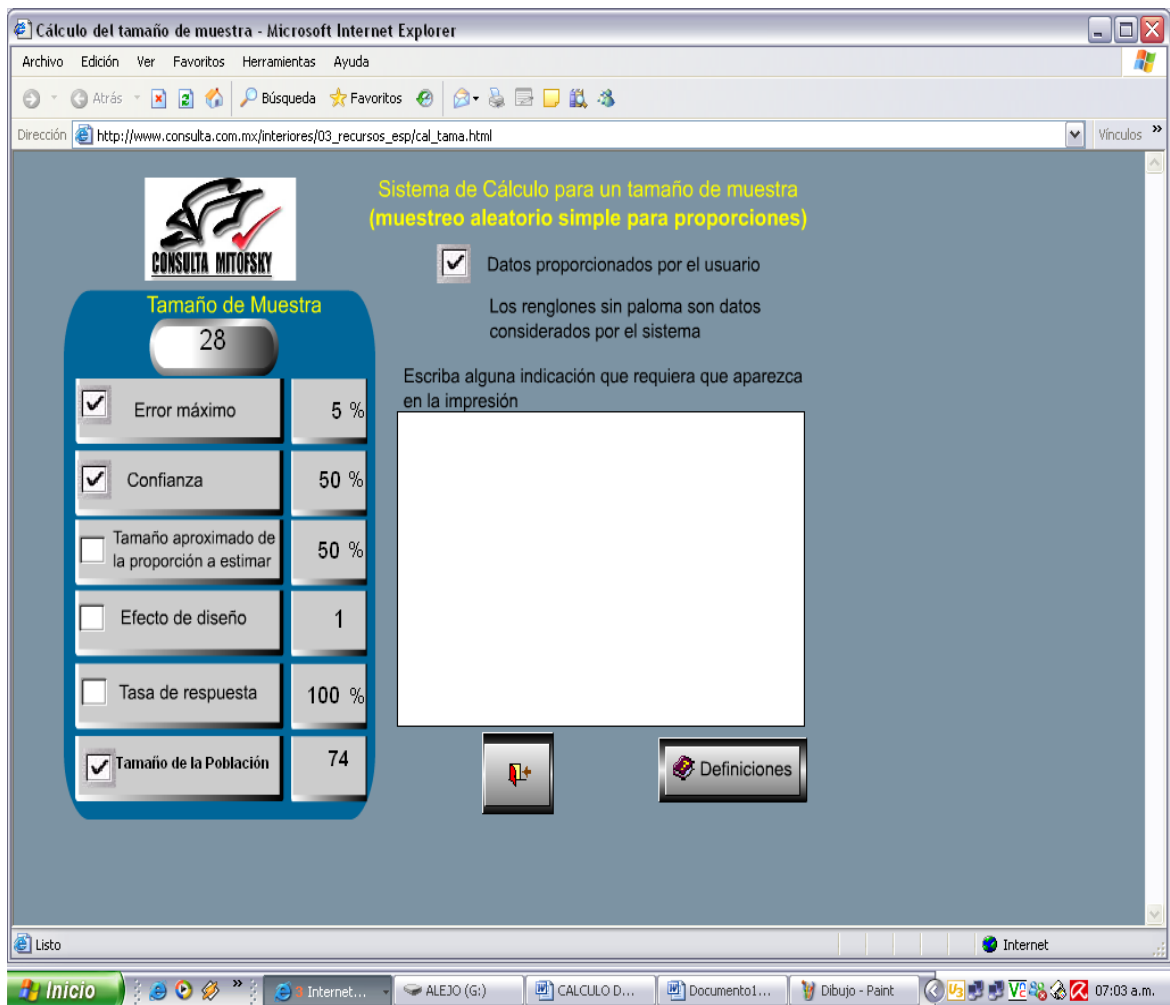 Cálculo del tamaño de muestra - Microsoft Internet Explorer
Archivo Edición Ver Favoritos Herramientas Ayuda
Atrás Búsqueda Favoritos
Dirección http://www.consulta.com.mx/interiores/03_recursos_esp/cal_tama.html Vínculos »
CONSULTA MITOFSKY
Sistema de Cálculo para un tamaño de muestra
(muestreo aleatorio simple para proporciones)
Datos proporcionados por el usuario
Los renglones sin paloma son datos
considerados por el sistema
Escriba alguna indicación que requiera que aparezca
en la impresión
Tamaño de Muestra
28
Error máximo 5 %
Confianza 50 %
Tamaño aproximado de
la proporción a estimar 50 %
Efecto de diseño 1
Tasa de respuesta 100 %
Tamaño de la Población 74
Definiciones
Listo Internet
Inicio » 3 Internet... ALEJO (G:) CALCULO D... Documento1... Dibujo - Paint 07:03 a.m.